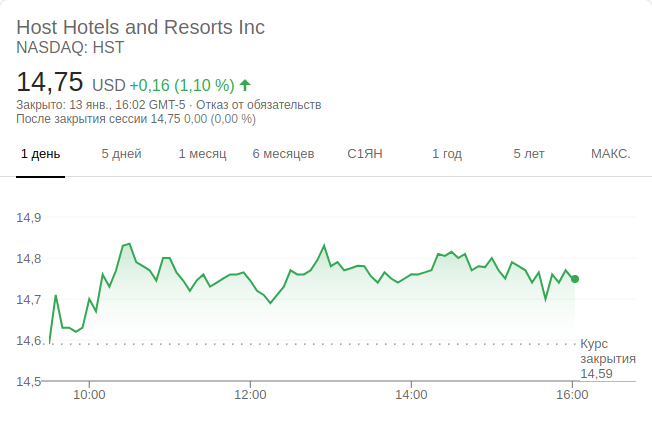 Host Hotels and Resorts Inc
NASDAQ: HST
14,75 USD +0,16 (1,10 %)
Закрыто: 13 янв., 16:02 GMT-5 · Отказ от обязательств
После закрытия сессии 14,75 0,00 (0,00 %)
1 день 5 дней 1 месяц 6 месяцев С1ЯН 1 год 5 лет МАКС.
14,9
14,8
14,7
14,6
Курс
закрытия
14,59
14,5
10:00 12:00 14:00 16:00